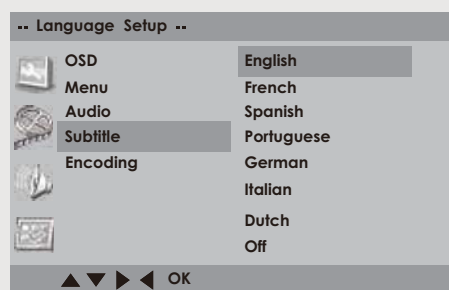 -- Language Setup --
OSD
Menu
Audio
Subtitle
Encoding
English
French
Spanish
Portuguese
German
Italian
Dutch
Off
▲ ▼ ▶ ◀ OK